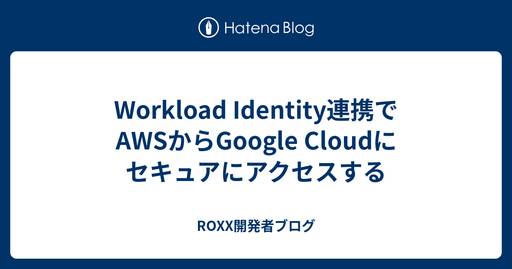 Hatena Blog
Workload Identity連携で
AWSからGoogle Cloudに
セキュアにアクセスする
ROXX開発者ブログ